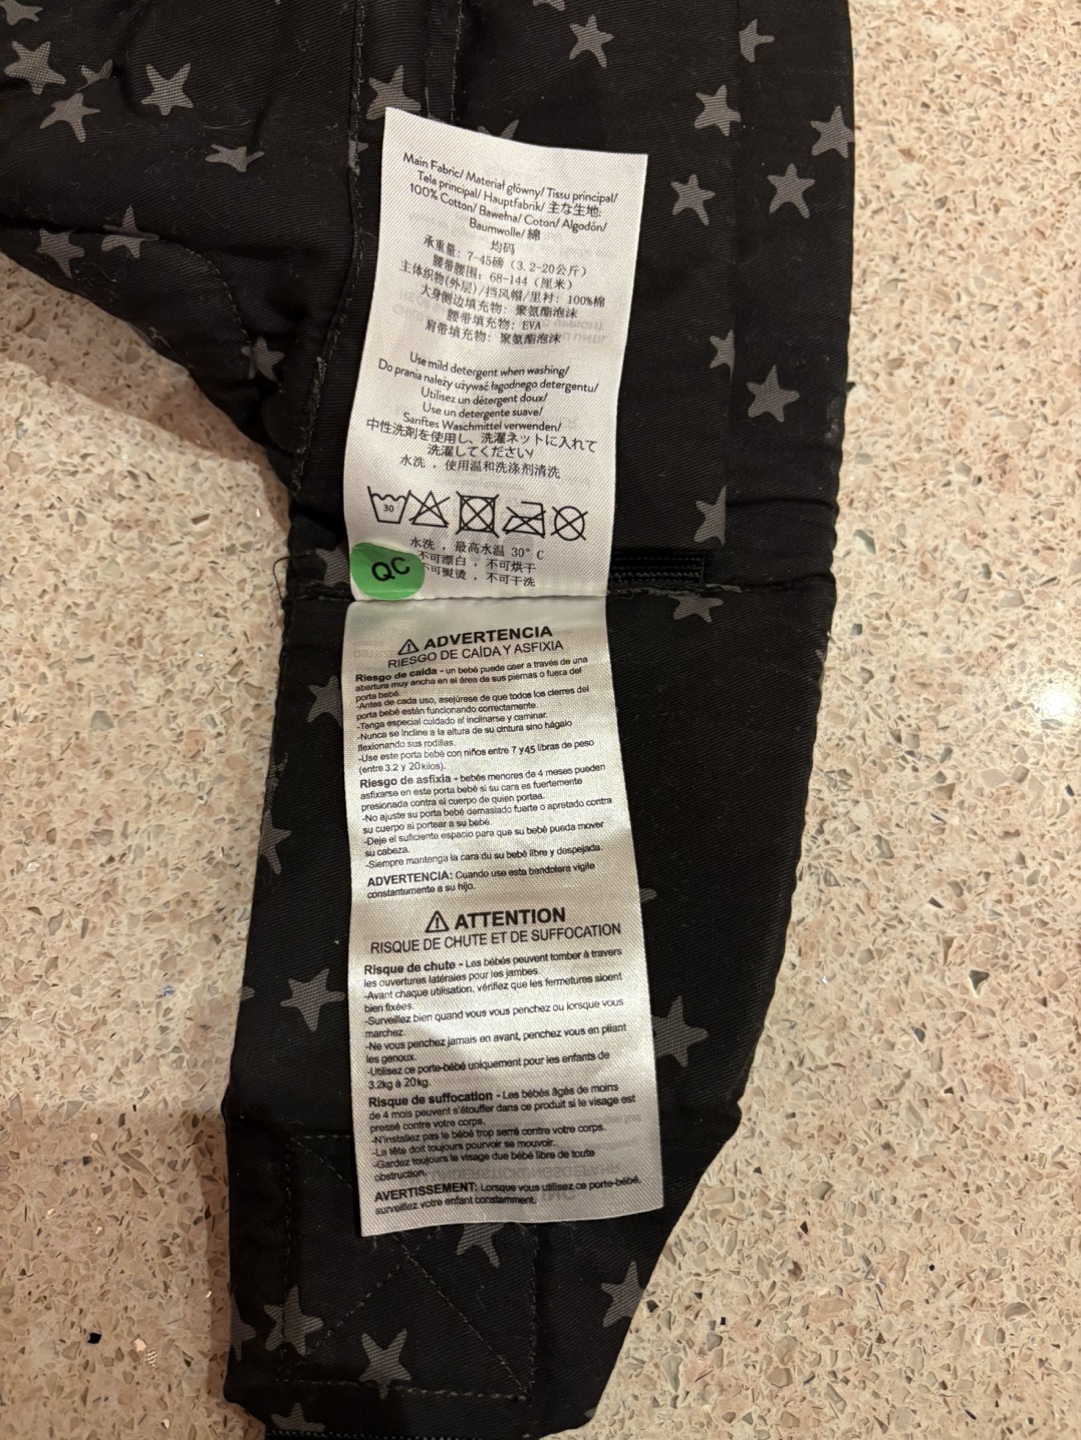 Main Fabric/ Materiał główny/ Tissu principal/
Tela principal/ Hauptfabrik/ 主な生地:
100% Cotton/ Bawełna/ Coton/ Algodón/
Baumwolle/ 綿
均码
承重量: 7-45磅 (3.2-20公斤)
腰带腰围: 68-144 (厘米)
主体织物(外层)/挡风帽/里衬: 100%棉
大身侧边填充物: 聚氨酯泡沫
腰带填充物: EVA
肩带填充物: 聚氨酯泡沫
Use mild detergent when washing/
Do prania należy używać łagodnego detergentu/
Utilisez un détergent doux/
Use un detergente suave/
Sanftes Waschmittel verwenden/
中性洗剤を使用し、洗濯ネットに入れて
洗濯してください/
水洗，使用温和洗涤剂清洗
30
水洗，最高水温 30° C
不可漂白，不可烘干
不可熨烫，不可干洗
QC
⚠ ADVERTENCIA
RIESGO DE CAÍDA Y ASFIXIA
Riesgo de caída - un bebé puede caer a través de una
abertura muy ancha en el área de sus piernas o fuera del
porta bebé.
-Antes de cada uso, asejúrese de que todos los cierres del
porta bebé están funcionando correctamente.
-Tenga especial cuidado al inclinarse y caminar.
-Nunca se incline a la altura de su cintura sino hágalo
flexionando sus rodillas.
-Use este porta bebé con niños entre 7 y45 libras de peso
(entre 3.2 y 20kilos).
Riesgo de asfixia - bebés menores de 4 meses pueden
asfixiarse en este porta bebé si su cara es fuertemente
presionada contra el cuerpo de quien portea.
-No ajuste su porta bebé demasiado fuerte o apretado contra
su cuerpo al portear a su bebé.
-Deje el suficiente espacio para que su bebé pueda mover
su cabeza.
-Siempre mantenga la cara du su bebé libre y despejada.
ADVERTENCIA: Cuando use esta bandolera vigile
constantemente a su hijo.
⚠ ATTENTION
RISQUE DE CHUTE ET DE SUFFOCATION
Risque de chute - Les bébés peuvent tomber à travers
les ouvertures latérales pour les jambes
-Avant chaque utilisation, vérifiez que les fermetures sioent
bien fixées.
-Surveillez bien quand vous vous penchez ou lorsque vous
marchez.
-Ne vous penchez jamais en avant, penchez vous en pliant
les genoux.
-Utilisez ce porte-bébé uniquement pour les enfants de
3.2kg à 20kg.
Risque de suffocation - Les bébés âgés de moins
de 4 mois peuvent s'étouffer dans ce produit si le visage est
pressé contre votre corps.
-N'installez pas le bébé trop serré contre votre corps.
-La tête doit toujours pourvoir se mouvoir.
-Gardez toujours le visage due bébé libre de toute
obstruction.
AVERTISSEMENT: Lorsque vous utilisez ce porte-bébé,
surveillez votre enfant constamment.